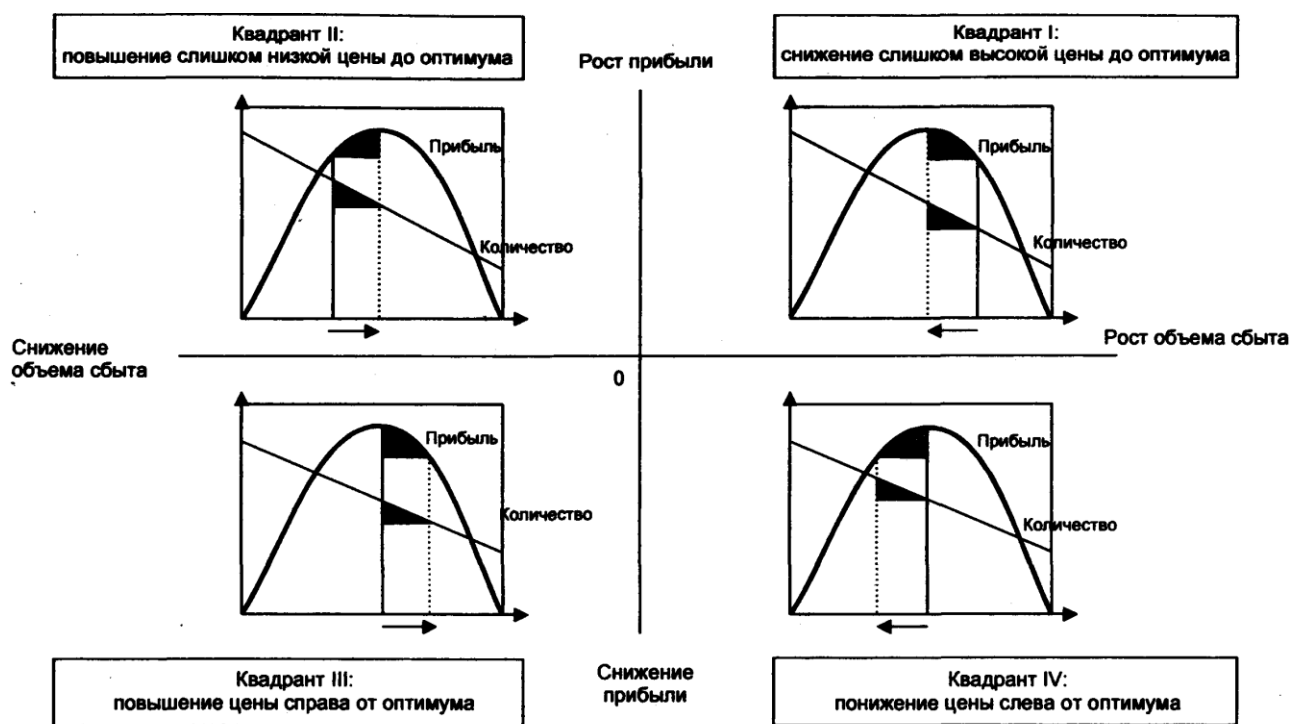 Квадрант II:
повышение слишком низкой цены до оптимума
Рост прибыли
Квадрант I:
снижение слишком высокой цены до оптимума
Прибыль
Количество
Прибыль
Количество
Снижение
объема сбыта
Рост объема сбыта
0
Прибыль
Количество
Прибыль
Количество
Квадрант III:
повышение цены справа от оптимума
Снижение
прибыли
Квадрант IV:
понижение цены слева от оптимума